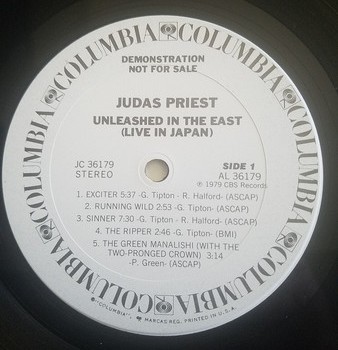 COLUMBIA COLUMBIA COLUMBIA COLUMBIA COLUMBIA COLUMBIA
DEMONSTRATION
NOT FOR SALE
JUDAS PRIEST
UNLEASHED IN THE EAST
(LIVE IN JAPAN)
JC 36179
STEREO
SIDE 1
AL 36179
℗ 1979 CBS Records
1. EXCITER 5:37 -G. Tipton - R. Halford- (ASCAP)
2. RUNNING WILD 2:53 -G. Tipton- (ASCAP)
3. SINNER 7:30 -G. Tipton - R. Halford- (ASCAP)
4. THE RIPPER 2:46 -G. Tipton- (BMI)
5. THE GREEN MANALISHI (WITH THE
TWO-PRONGED CROWN) 3:14
-P. Green- (ASCAP)
® "COLUMBIA", MARCAS REG. PRINTED IN U.S.A.